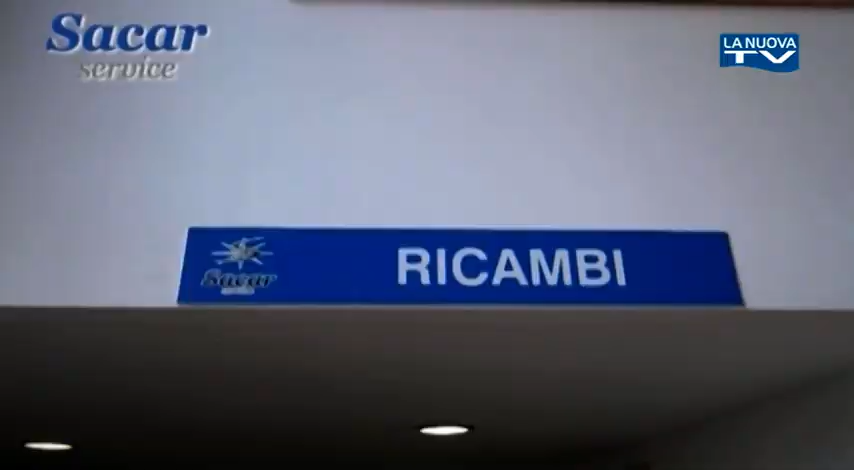 Sacar
service
LA NUOVA
TV
Sacar
RICAMBI